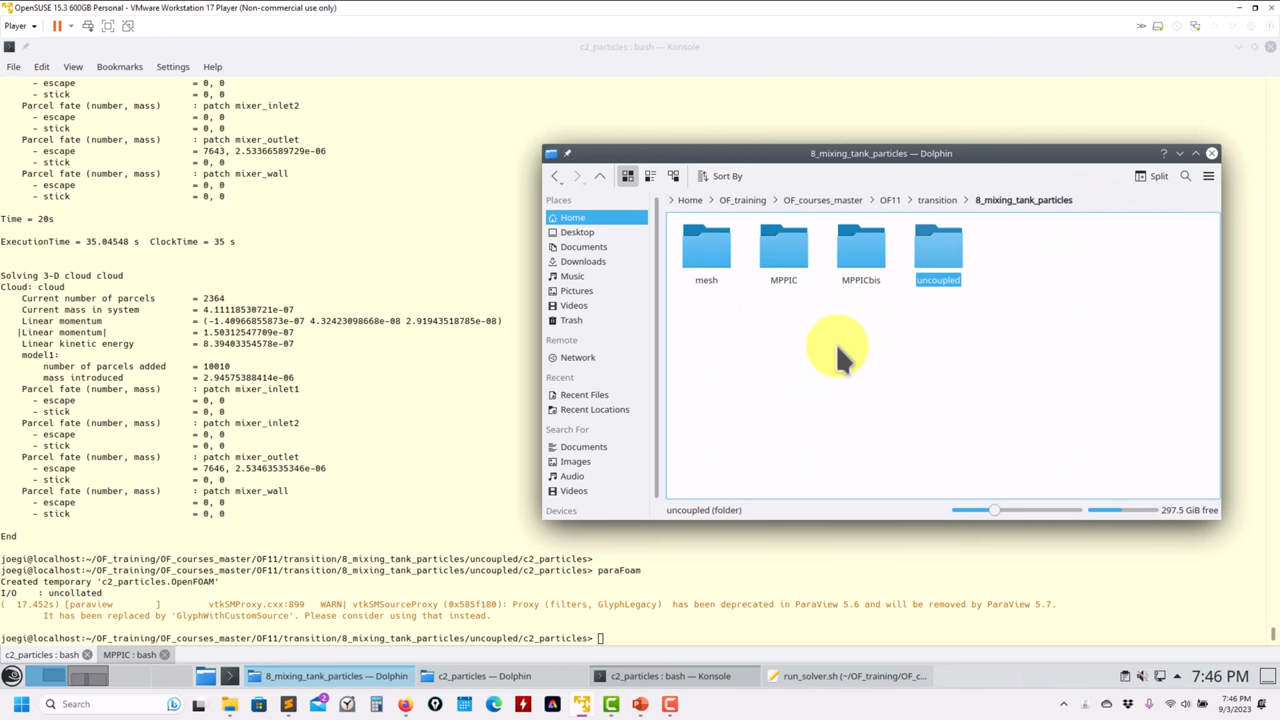 OpenSUSE 15.3 600GB Personal - VMware Workstation 17 Player (Non-commercial use only)
Player
c2_particles : bash — Konsole
File Edit View Bookmarks Settings Help
- escape = 0, 0
- stick = 0, 0
Parcel fate (number, mass) : patch mixer_inlet2
- escape = 0, 0
- stick = 0, 0
Parcel fate (number, mass) : patch mixer_outlet
- escape = 7643, 2.53366589729e-06
- stick = 0, 0
Parcel fate (number, mass) : patch mixer_wall
- escape = 0, 0
- stick = 0, 0
Time = 20s
ExecutionTime = 35.04548 s ClockTime = 35 s
Solving 3-D cloud cloud
Cloud: cloud
Current number of parcels = 2364
Current mass in system = 4.11118530721e-07
Linear momentum = (-1.40966855873e-07 4.32423098668e-08 2.91943518785e-08)
|Linear momentum| = 1.50312547709e-07
Linear kinetic energy = 8.39403354578e-07
model1:
number of parcels added = 10010
mass introduced = 2.94575388414e-06
Parcel fate (number, mass) : patch mixer_inlet1
- escape = 0, 0
- stick = 0, 0
Parcel fate (number, mass) : patch mixer_inlet2
- escape = 0, 0
- stick = 0, 0
Parcel fate (number, mass) : patch mixer_outlet
- escape = 7646, 2.53463535346e-06
- stick = 0, 0
Parcel fate (number, mass) : patch mixer_wall
- escape = 0, 0
- stick = 0, 0
End
joegi@localhost:~/OF_training/OF_courses_master/OF11/transition/8_mixing_tank_particles/uncoupled/c2_particles>
joegi@localhost:~/OF_training/OF_courses_master/OF11/transition/8_mixing_tank_particles/uncoupled/c2_particles> paraFoam
Created temporary 'c2_particles.OpenFOAM'
I/O : uncollated
( 17.452s) [paraview ] vtkSMProxy.cxx:899 WARN| vtkSMSourceProxy (0x585f180): Proxy (filters, GlyphLegacy) has been deprecated in ParaView 5.6 and will be removed by ParaView 5.7.
It has been replaced by 'GlyphWithCustomSource'. Please consider using that instead.
joegi@localhost:~/OF_training/OF_courses_master/OF11/transition/8_mixing_tank_particles/uncoupled/c2_particles>
8_mixing_tank_particles — Dolphin
Sort By Split
Places
Home
Desktop
Documents
Downloads
Music
Pictures
Videos
Trash
Remote
Network
Recent
Recent Files
Recent Locations
Search For
Documents
Images
Audio
Videos
Devices
Home > OF_training > OF_courses_master > OF11 > transition > 8_mixing_tank_particles
mesh MPPIC MPPICbis uncoupled
uncoupled (folder) 297.5 GiB free
c2_particles : bash MPPIC : bash
8_mixing_tank_particles — Dolphin c2_particles — Dolphin c2_particles : bash — Konsole run_solver.sh (~/OF_training/OF_c... 7:46 PM
Search 2 7:46 PM
9/3/2023